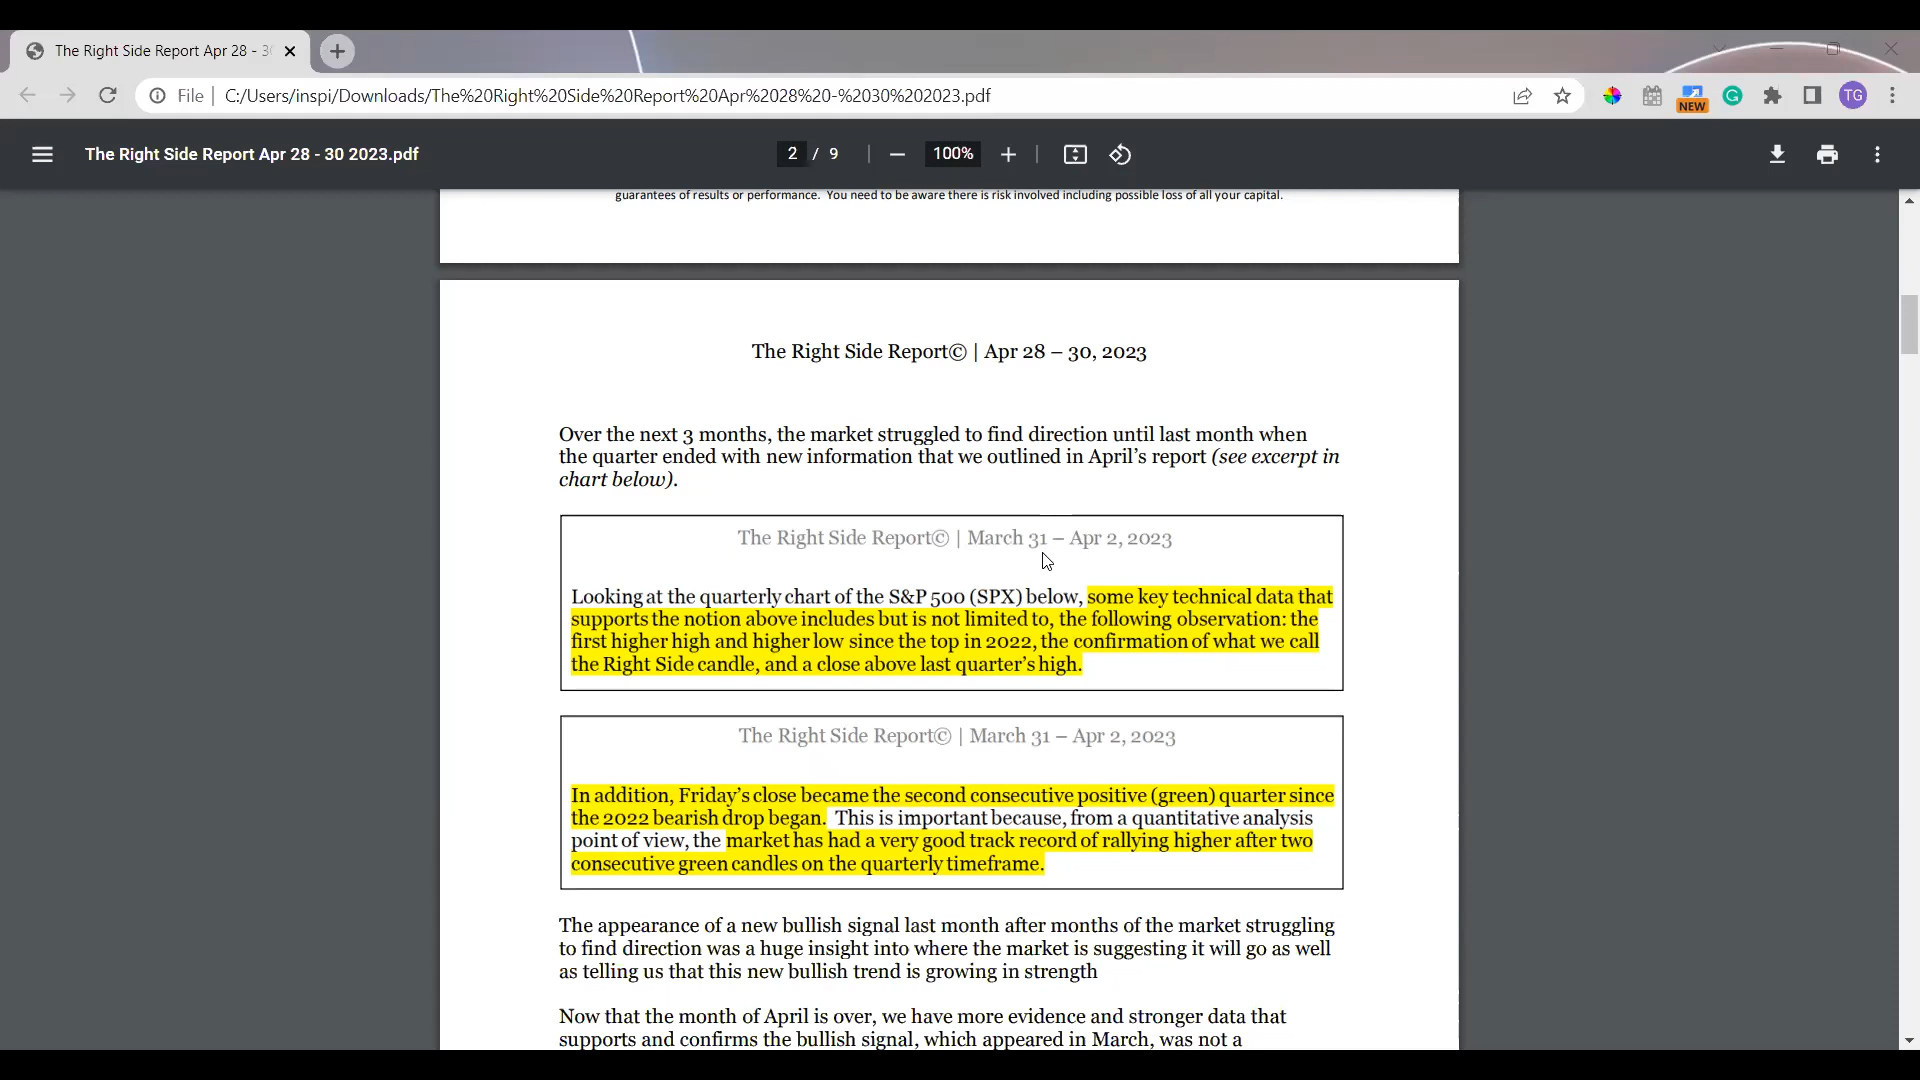 The Right Side Report Apr 28 - 3
File | C:/Users/inspi/Downloads/The%20Right%20Side%20Report%20Apr%2028%20-%2030%202023.pdf
NEW
TG
The Right Side Report Apr 28 - 30 2023.pdf
2 / 9
100%
guarantees of results or performance. You need to be aware there is risk involved including possible loss of all your capital.
The Right Side Report© | Apr 28 – 30, 2023
Over the next 3 months, the market struggled to find direction until last month when
the quarter ended with new information that we outlined in April’s report (see excerpt in
chart below).
The Right Side Report© | March 31 – Apr 2, 2023
Looking at the quarterly chart of the S&P 500 (SPX) below, some key technical data that
supports the notion above includes but is not limited to, the following observation: the
first higher high and higher low since the top in 2022, the confirmation of what we call
the Right Side candle, and a close above last quarter’s high.
The Right Side Report© | March 31 – Apr 2, 2023
In addition, Friday’s close became the second consecutive positive (green) quarter since
the 2022 bearish drop began. This is important because, from a quantitative analysis
point of view, the market has had a very good track record of rallying higher after two
consecutive green candles on the quarterly timeframe.
The appearance of a new bullish signal last month after months of the market struggling
to find direction was a huge insight into where the market is suggesting it will go as well
as telling us that this new bullish trend is growing in strength
Now that the month of April is over, we have more evidence and stronger data that
supports and confirms the bullish signal, which appeared in March, was not a